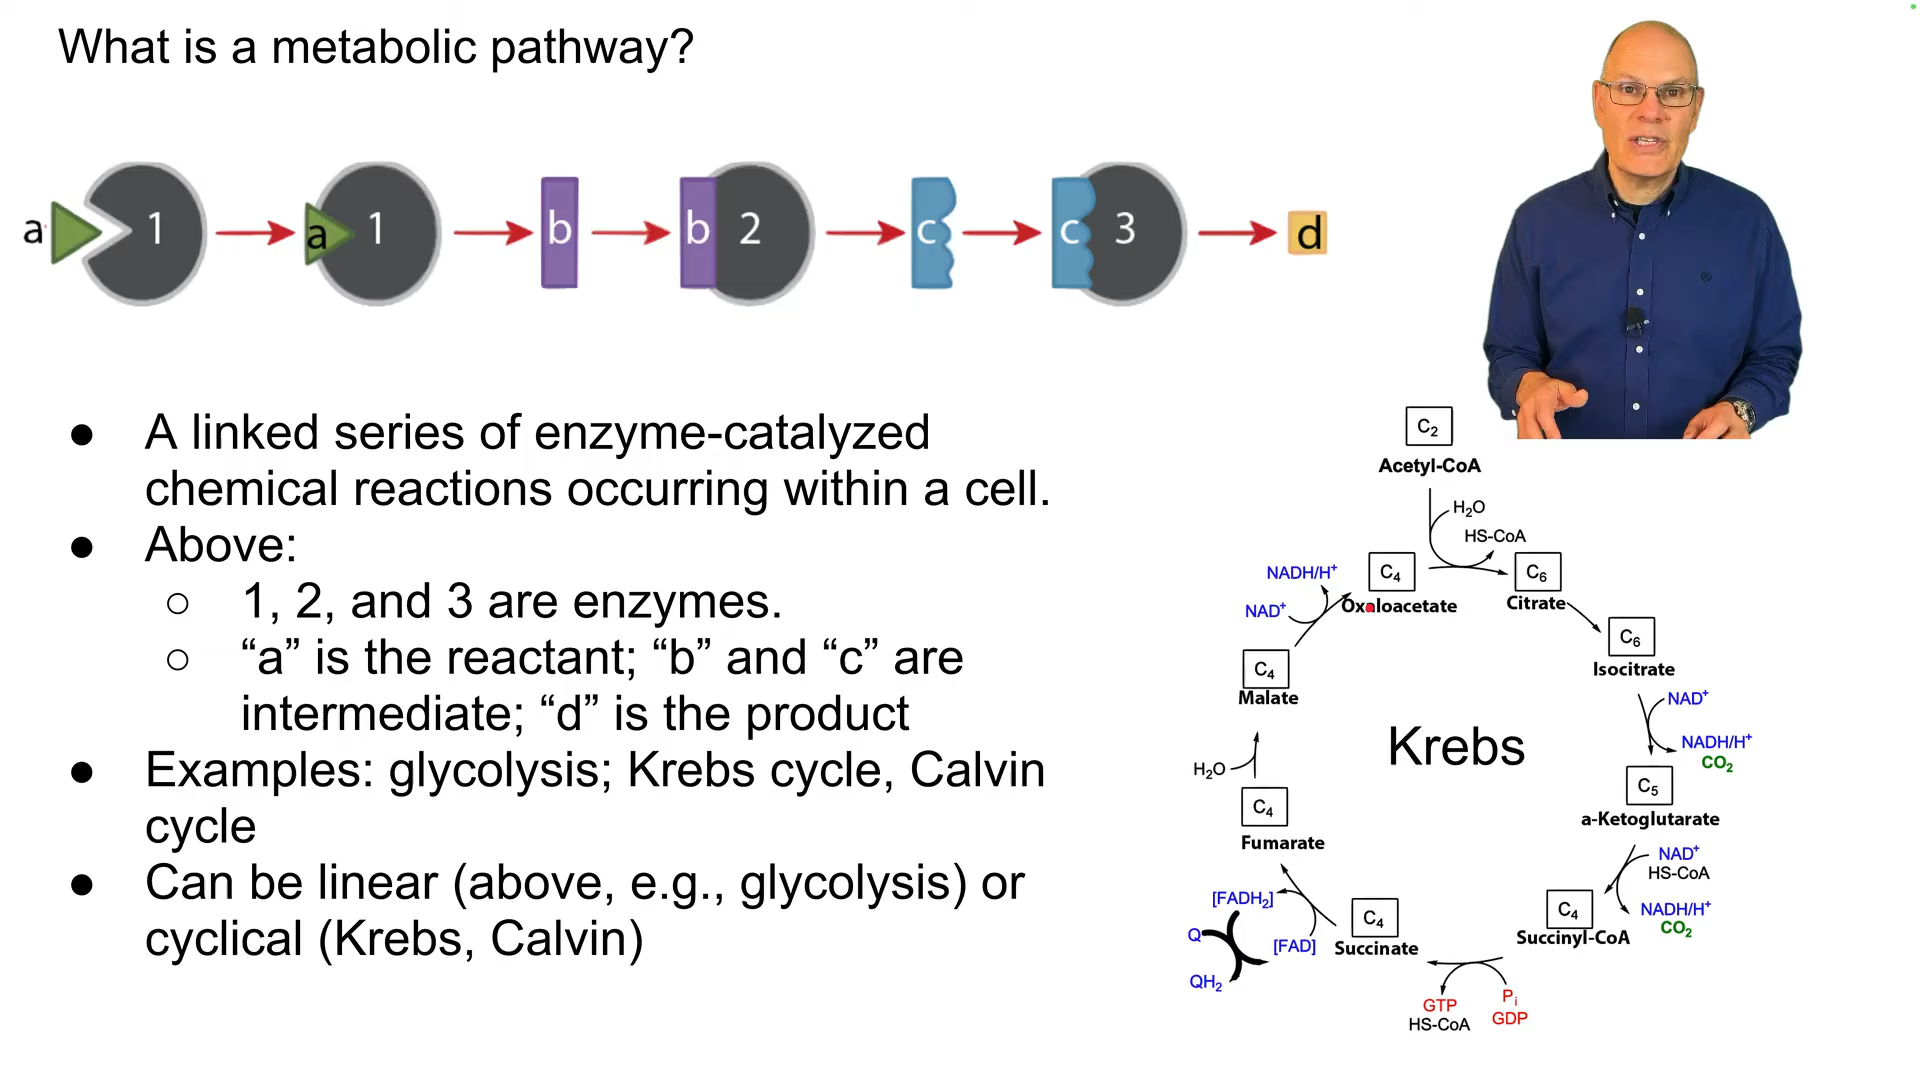 What is a metabolic pathway?
a 1 a 1 b b 2 c c 3 d
● A linked series of enzyme-catalyzed
chemical reactions occurring within a cell.
● Above:
○ 1, 2, and 3 are enzymes.
○ “a” is the reactant; “b” and “c” are
intermediate; “d” is the product
● Examples: glycolysis; Krebs cycle, Calvin
cycle
● Can be linear (above, e.g., glycolysis) or
cyclical (Krebs, Calvin)
C₂
Acetyl-CoA
H₂O
HS-CoA
C₄
Oxaloacetate
C₆
Citrate
C₆
Isocitrate
NAD⁺
NADH/H⁺
CO₂
C₅
a-Ketoglutarate
NAD⁺
HS-CoA
NADH/H⁺
CO₂
C₄
Succinyl-CoA
Pᵢ
GDP
GTP
HS-CoA
C₄
Succinate
[FAD]
[FADH₂]
Q
QH₂
C₄
Fumarate
H₂O
C₄
Malate
NAD⁺
NADH/H⁺
Krebs